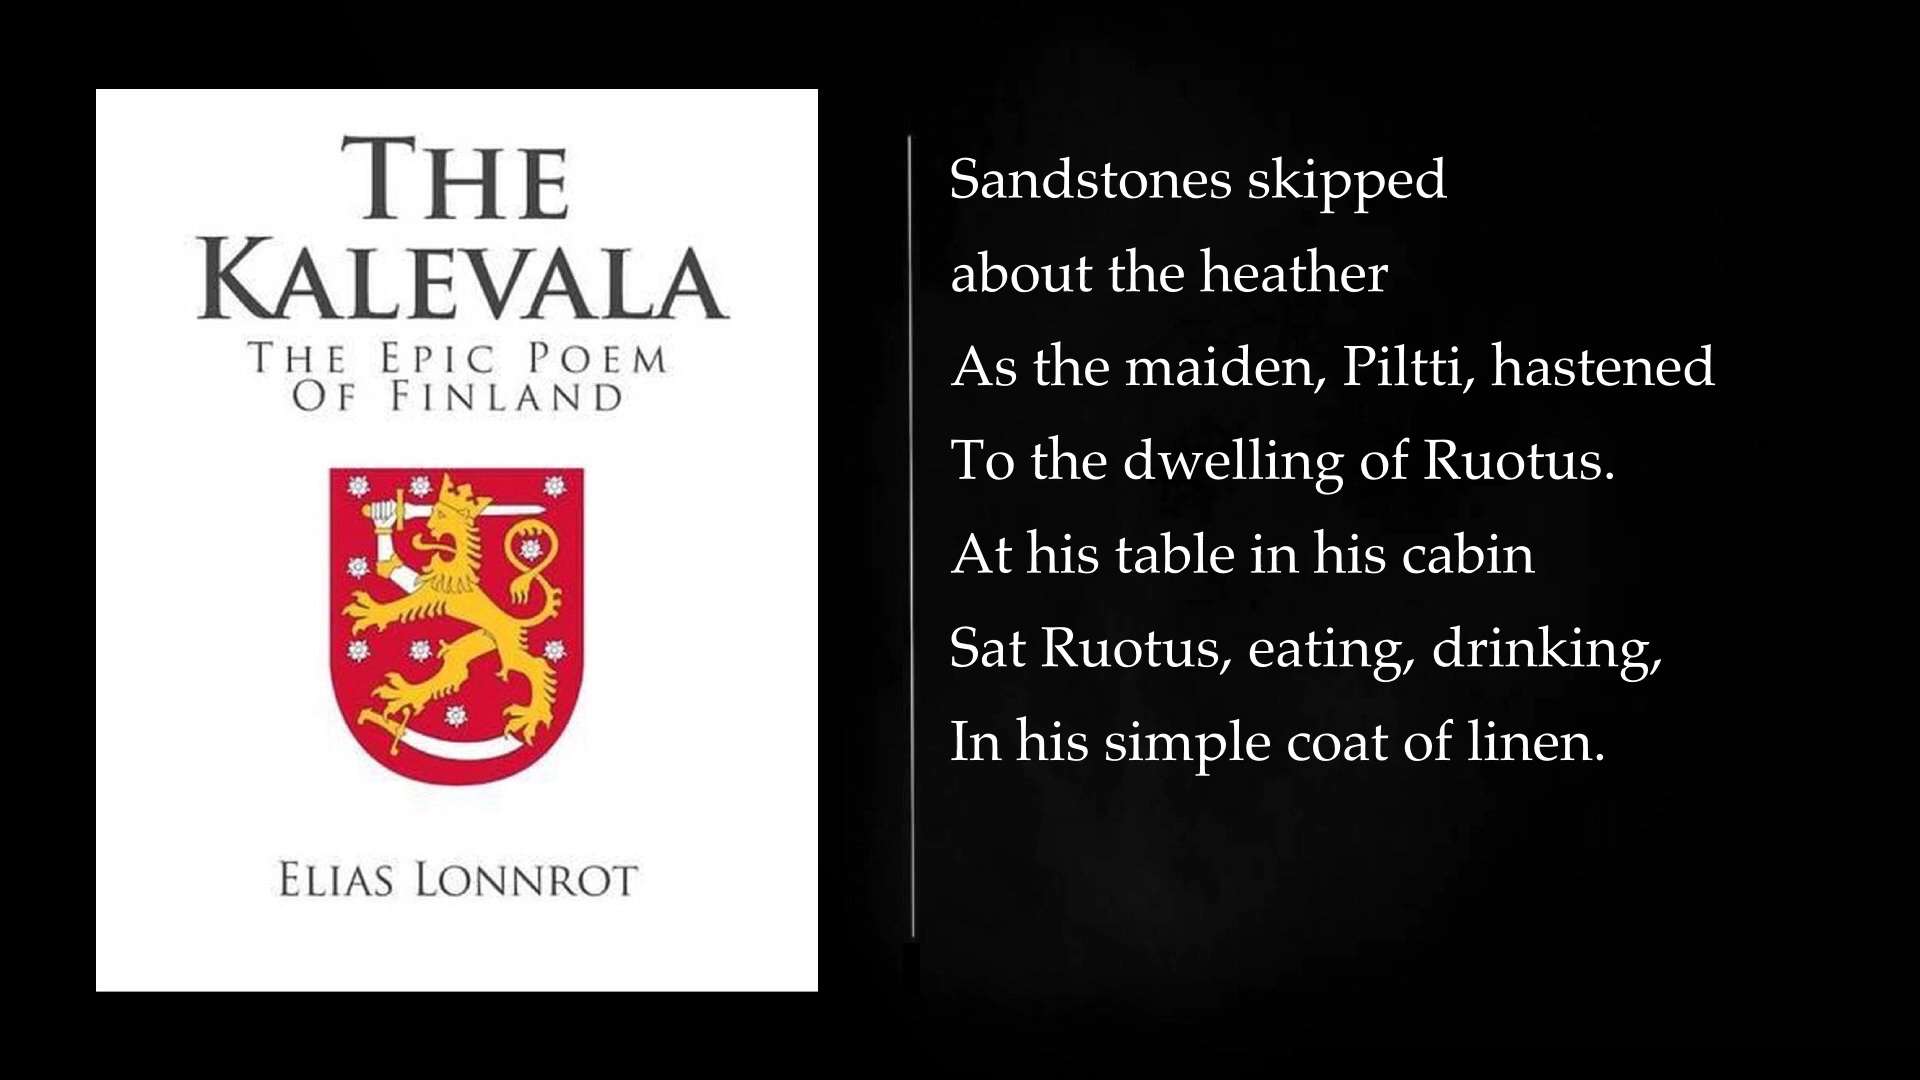 THE
KALEVALA
THE EPIC POEM
OF FINLAND
ELIAS LONNROT
Sandstones skipped
about the heather
As the maiden, Piltti, hastened
To the dwelling of Ruotus.
At his table in his cabin
Sat Ruotus, eating, drinking,
In his simple coat of linen.